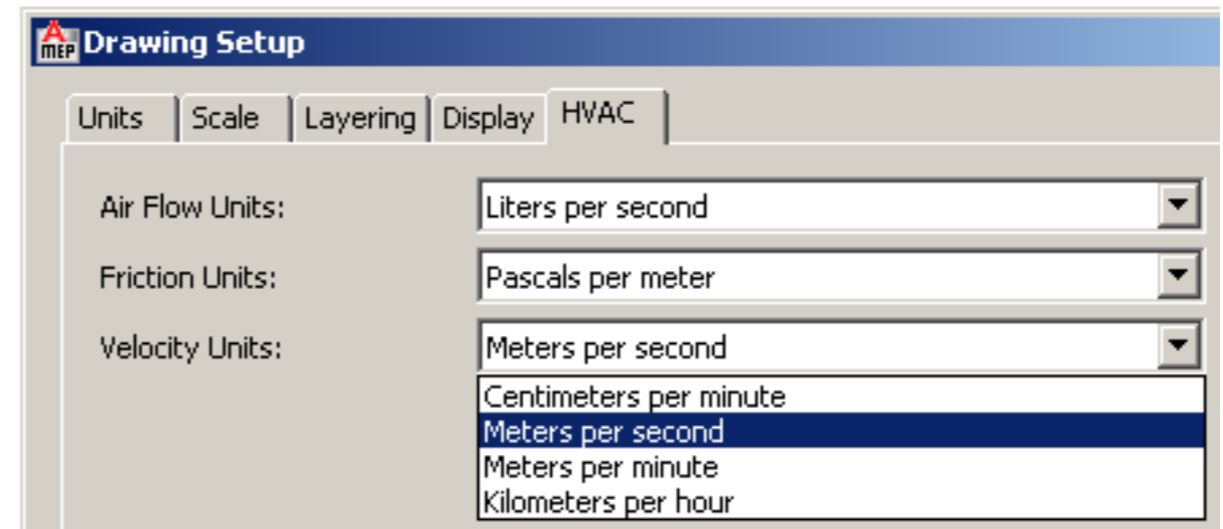 A
MEP Drawing Setup
Units Scale Layering Display HVAC
Air Flow Units: Liters per second
Friction Units: Pascals per meter
Velocity Units: Meters per second
Centimeters per minute
Meters per second
Meters per minute
Kilometers per hour